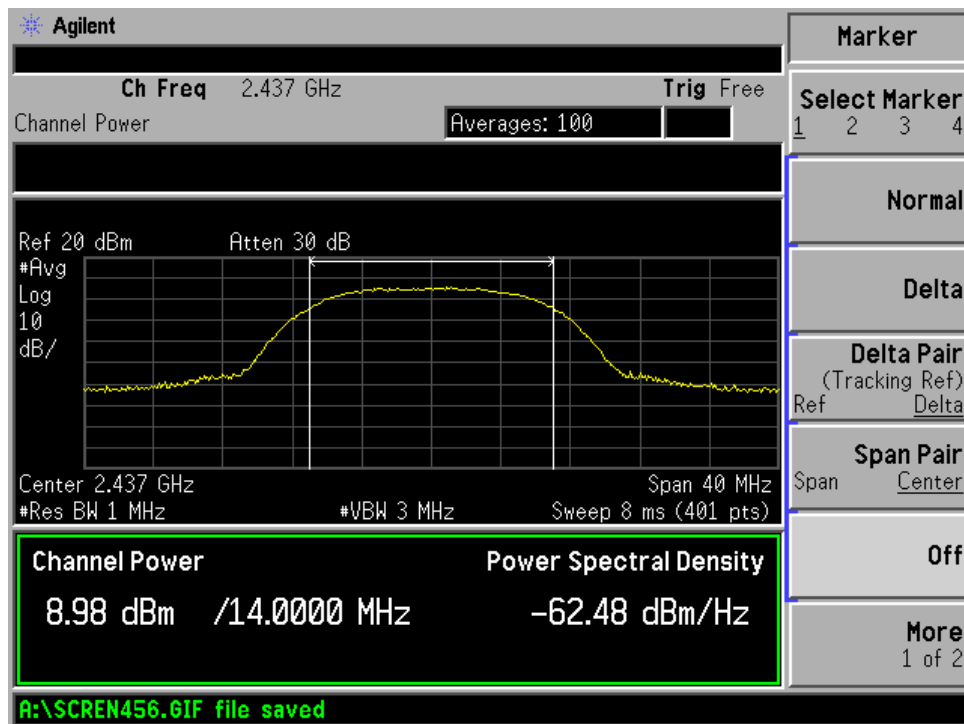 Agilent
Ch Freq 2.437 GHz Trig Free
Channel Power Averages: 100
Ref 20 dBm Atten 30 dB
#Avg
Log
10
dB/
Center 2.437 GHz Span 40 MHz
#Res BW 1 MHz #VBW 3 MHz Sweep 8 ms (401 pts)
Channel Power Power Spectral Density
8.98 dBm /14.0000 MHz -62.48 dBm/Hz
A:\SCREN456.GIF file saved
Marker
Select Marker
1 2 3 4
Normal
Delta
Delta Pair
(Tracking Ref)
Ref Delta
Span Pair
Span Center
Off
More
1 of 2